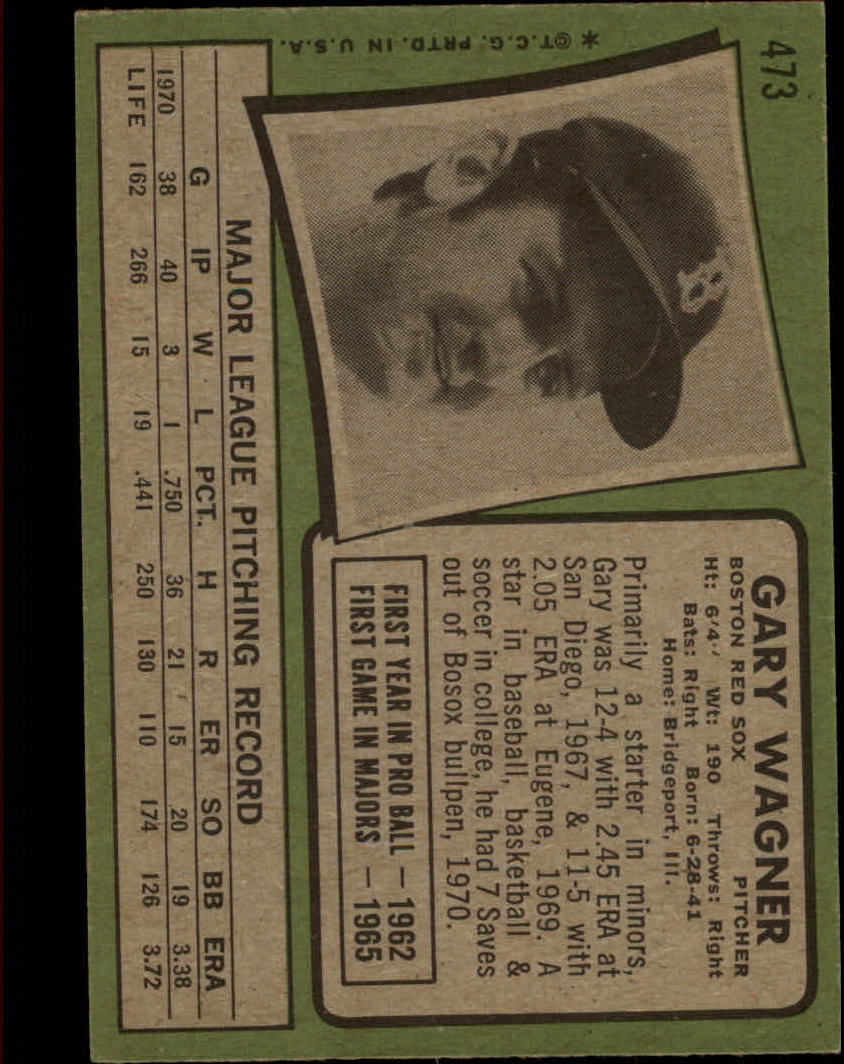 473
* ©T.C.G. PRTD. IN U.S.A.
B
GARY WAGNER
BOSTON RED SOX PITCHER
Ht: 6'4" Wt: 190 Throws: Right
Bats: Right Born: 6-28-41
Home: Bridgeport, Ill.
Primarily a starter in minors,
Gary was 12-4 with 2.45 ERA at
San Diego, 1967, & 11-5 with
2.05 ERA at Eugene, 1969. A
star in baseball, basketball &
soccer in college, he had 7 Saves
out of Bosox bullpen, 1970.
FIRST YEAR IN PRO BALL — 1962
FIRST GAME IN MAJORS — 1965
MAJOR LEAGUE PITCHING RECORD
G IP W L PCT. H R ER SO BB ERA
1970 38 40 3 1 .750 36 21 15 20 19 3.38
LIFE 162 266 15 19 .441 250 130 110 174 126 3.72